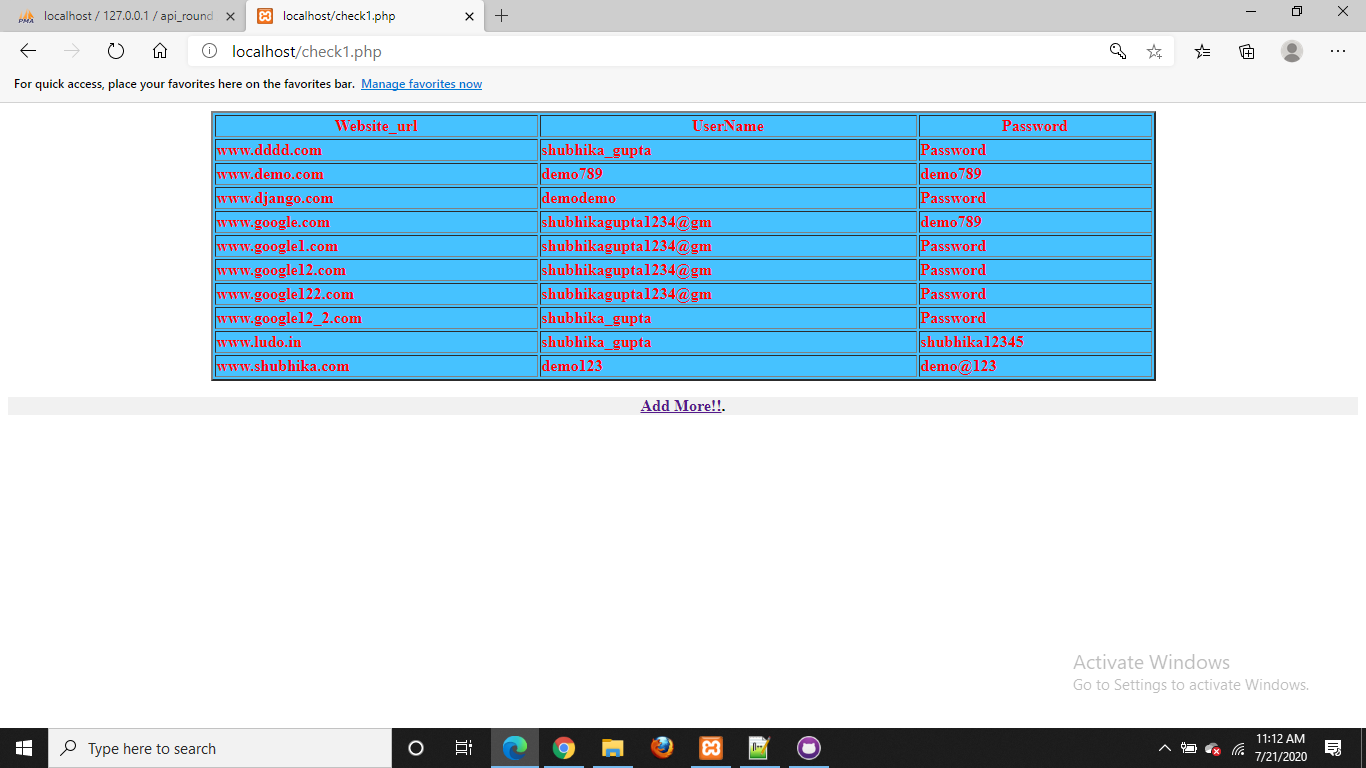 localhost / 127.0.0.1 / api_round
localhost/check1.php
localhost/check1.php
For quick access, place your favorites here on the favorites bar. Manage favorites now
Website_url UserName Password
www.dddd.com shubhika_gupta Password
www.demo.com demo789 demo789
www.django.com demodemo Password
www.google.com shubhikagupta1234@gm demo789
www.google1.com shubhikagupta1234@gm Password
www.google12.com shubhikagupta1234@gm Password
www.google122.com shubhikagupta1234@gm Password
www.google12_2.com shubhika_gupta Password
www.ludo.in shubhika_gupta shubhika12345
www.shubhika.com demo123 demo@123
Add More!!.
Activate Windows
Go to Settings to activate Windows.
Type here to search
11:12 AM
7/21/2020